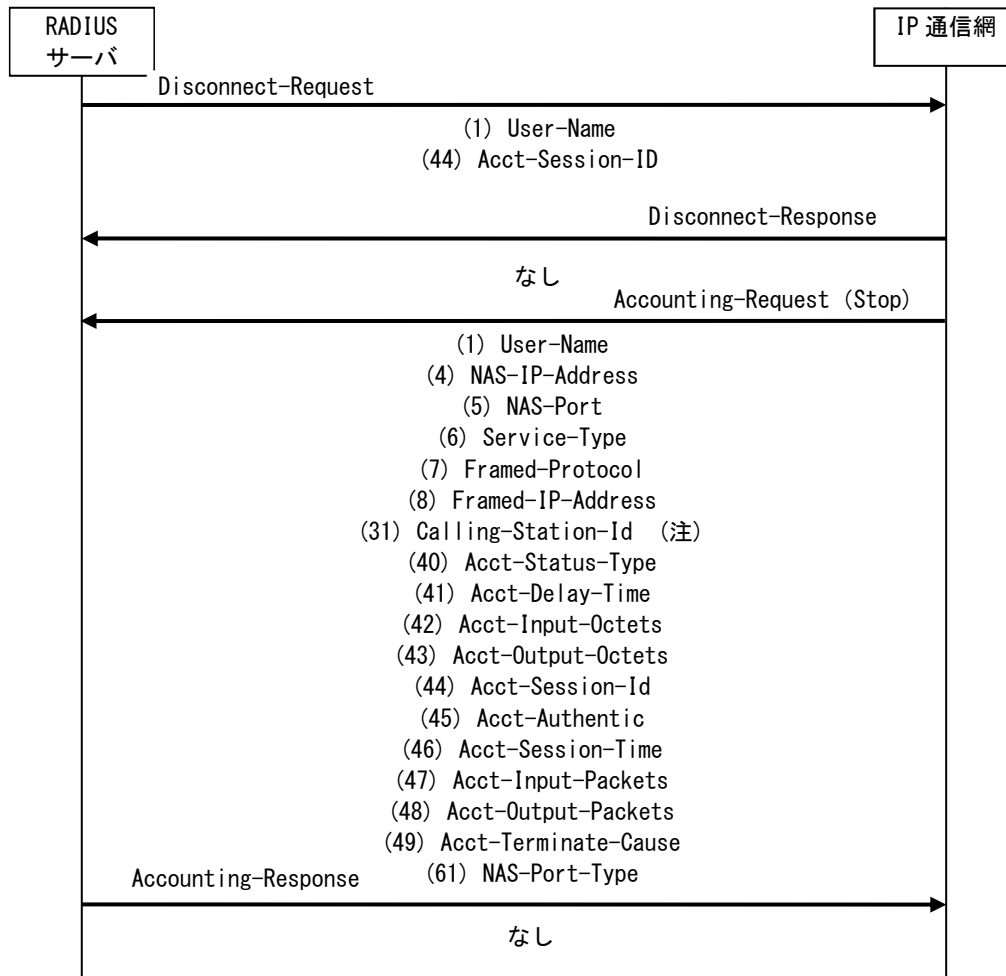 RADIUS
サーバ
IP 通信網
Disconnect-Request
(1) User-Name
(44) Acct-Session-ID
Disconnect-Response
なし
Accounting-Request (Stop)
(1) User-Name
(4) NAS-IP-Address
(5) NAS-Port
(6) Service-Type
(7) Framed-Protocol
(8) Framed-IP-Address
(31) Calling-Station-Id (注)
(40) Acct-Status-Type
(41) Acct-Delay-Time
(42) Acct-Input-Octets
(43) Acct-Output-Octets
(44) Acct-Session-Id
(45) Acct-Authentic
(46) Acct-Session-Time
(47) Acct-Input-Packets
(48) Acct-Output-Packets
(49) Acct-Terminate-Cause
(61) NAS-Port-Type
Accounting-Response
なし